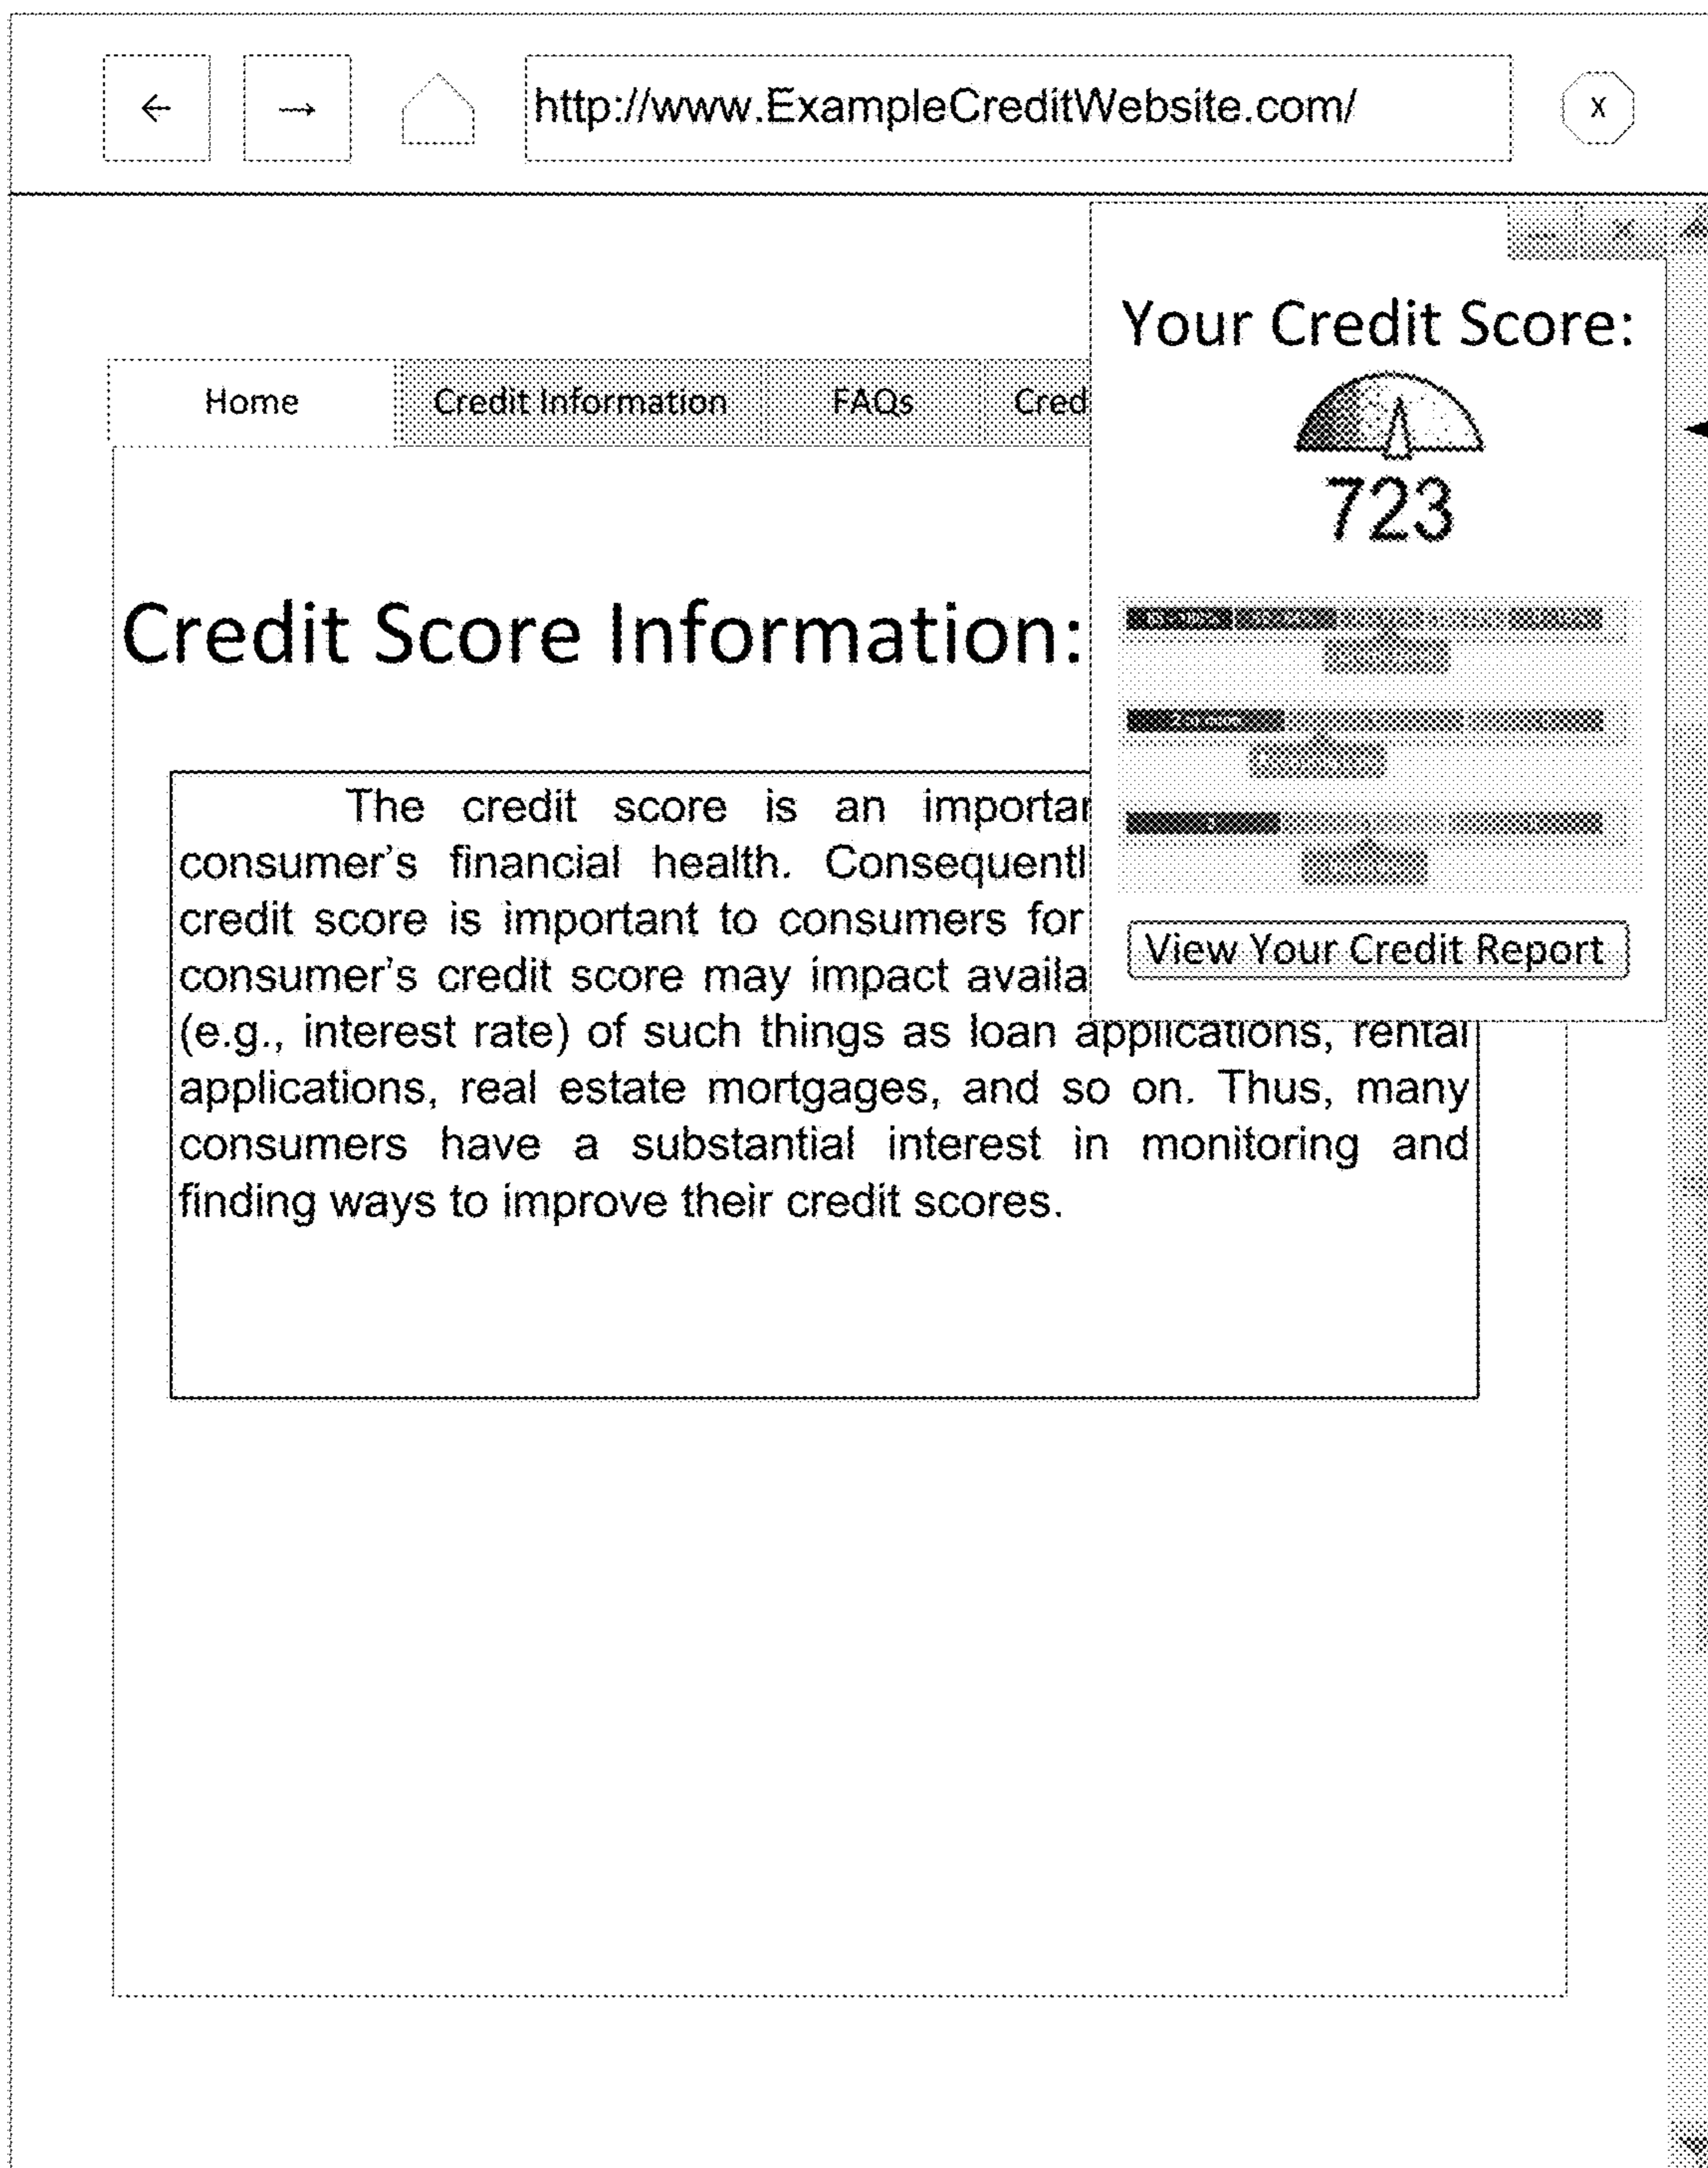 ← → http://www.ExampleCreditWebsite.com/ X
Home Credit Information FAQs Cred
Your Credit Score:
723
View Your Credit Report
Credit Score Information:
The credit score is an importan
consumer's financial health. Consequentl
credit score is important to consumers for
consumer's credit score may impact availa
(e.g., interest rate) of such things as loan applications, rental
applications, real estate mortgages, and so on. Thus, many
consumers have a substantial interest in monitoring and
finding ways to improve their credit scores.